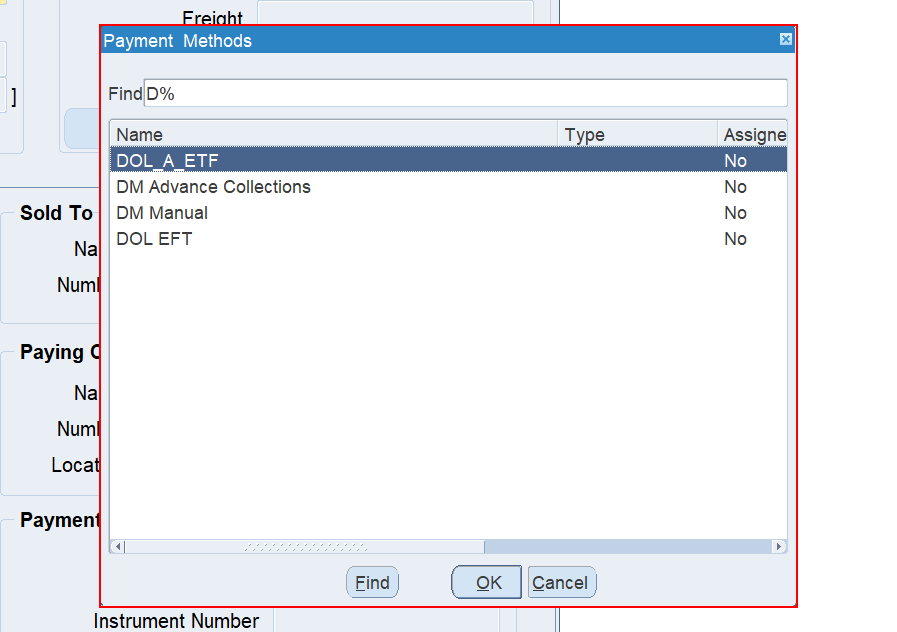 Freight
Payment Methods
Find D%
]
Name Type Assigne
DOL_A_ETF No
DM Advance Collections No
DM Manual No
DOL EFT No
Sold To
Na
Numl
Paying C
Na
Numl
Locat
Payment
Find OK Cancel
Instrument Number